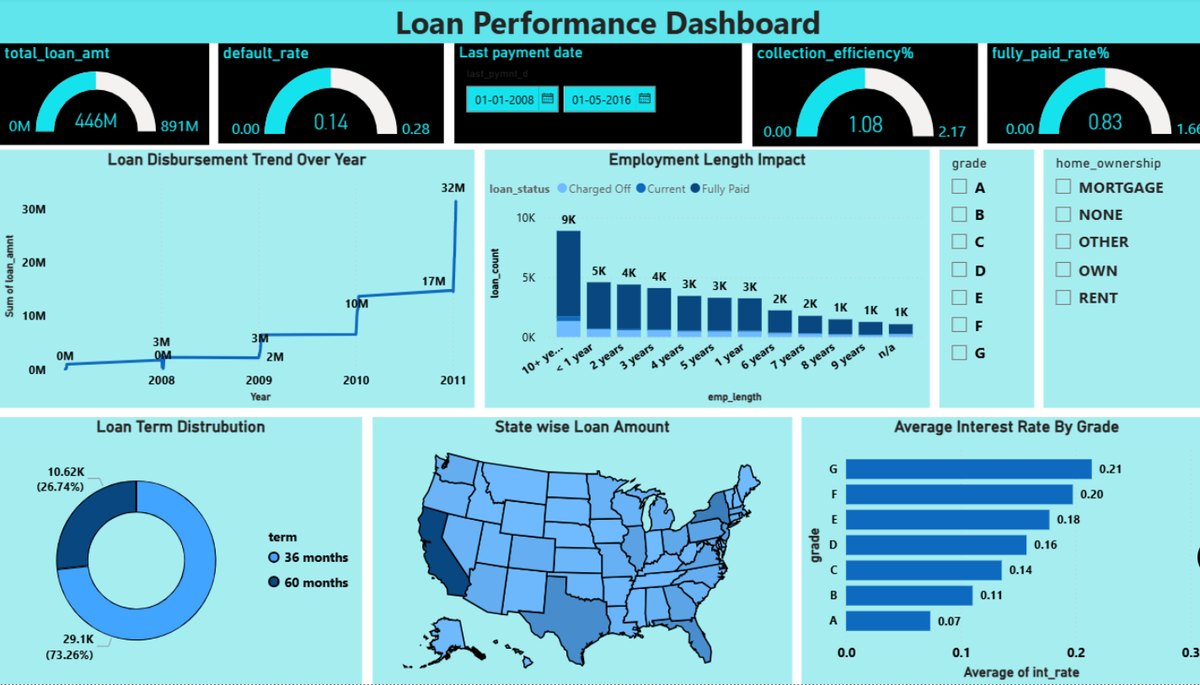 Loan Performance Dashboard
total_loan_amt
446M
0M
891M
default_rate
0.14
0.00
0.28
Last payment date
last_pymnt_d
01-01-2008
01-05-2016
collection_efficiency%
1.08
0.00
2.17
fully_paid_rate%
0.83
0.00
1.66
Loan Disbursement Trend Over Year
Sum of loan_amnt
30M
20M
10M
0M
0M
3M
0M
3M
2M
10M
17M
32M
2008
2009
2010
2011
Year
Employment Length Impact
loan_status
Charged Off
Current
Fully Paid
loan_count
10K
5K
0K
9K
5K
4K
4K
3K
3K
3K
2K
2K
1K
1K
1K
10+ ye...
< 1 year
2 years
3 years
4 years
5 years
1 year
6 years
7 years
8 years
9 years
n/a
emp_length
grade
A
B
C
D
E
F
G
home_ownership
MORTGAGE
NONE
OTHER
OWN
RENT
Loan Term Distrubution
10.62K
(26.74%)
29.1K
(73.26%)
term
36 months
60 months
State wise Loan Amount
Average Interest Rate By Grade
grade
G 0.21
F 0.20
E 0.18
D 0.16
C 0.14
B 0.11
A 0.07
0.0
0.1
0.2
0.3
Average of int_rate